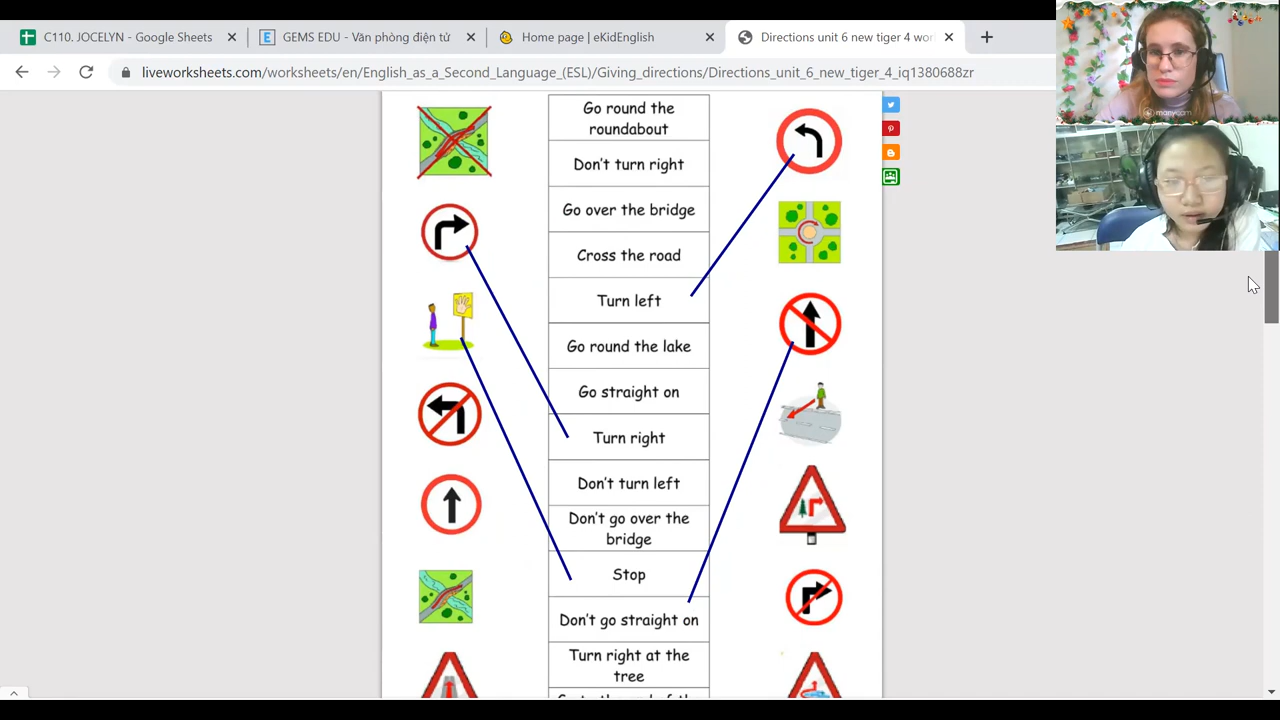 C110. JOCELYN - Google Sheets
GEMS EDU - Văn phòng điện tử
Home page | eKidEnglish
Directions unit 6 new tiger 4 wor
liveworksheets.com/worksheets/en/English_as_a_Second_Language_(ESL)/Giving_directions/Directions_unit_6_new_tiger_4_iq1380688zr
manycam
Go round the
roundabout
Don't turn right
Go over the bridge
Cross the road
Turn left
Go round the lake
Go straight on
Turn right
Don't turn left
Don't go over the
bridge
Stop
Don't go straight on
Turn right at the
tree